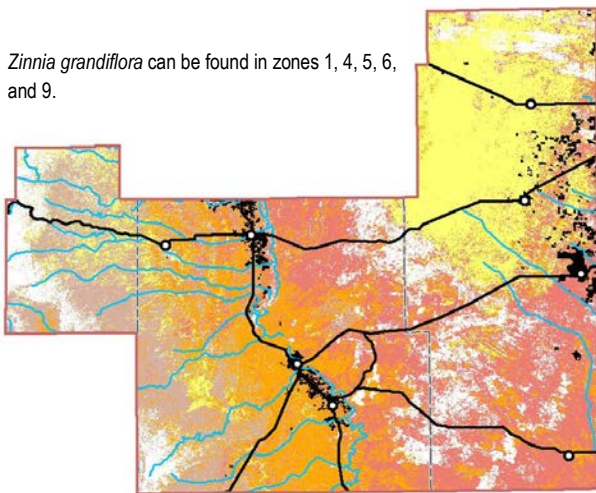 Zinnia grandiflora can be found in zones 1, 4, 5, 6,
and 9.